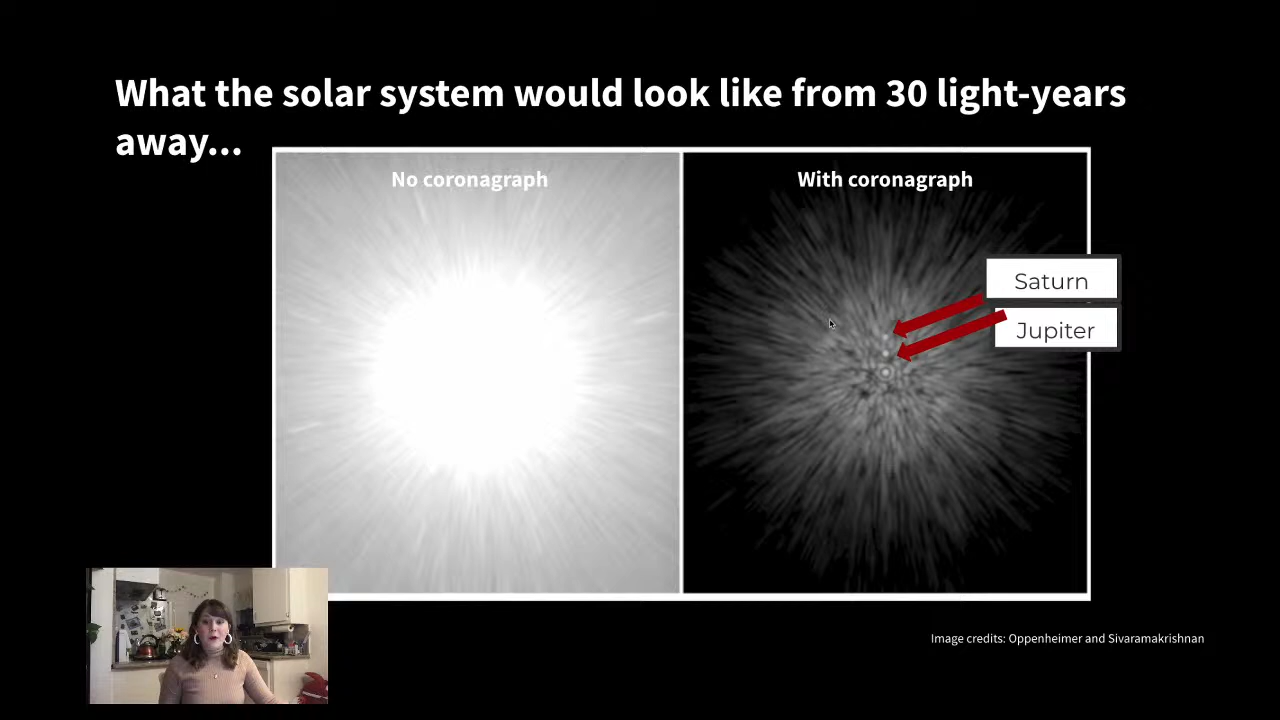 What the solar system would look like from 30 light-years
away...
No coronagraph
With coronagraph
Saturn
Jupiter
Image credits: Oppenheimer and Sivaramakrishnan